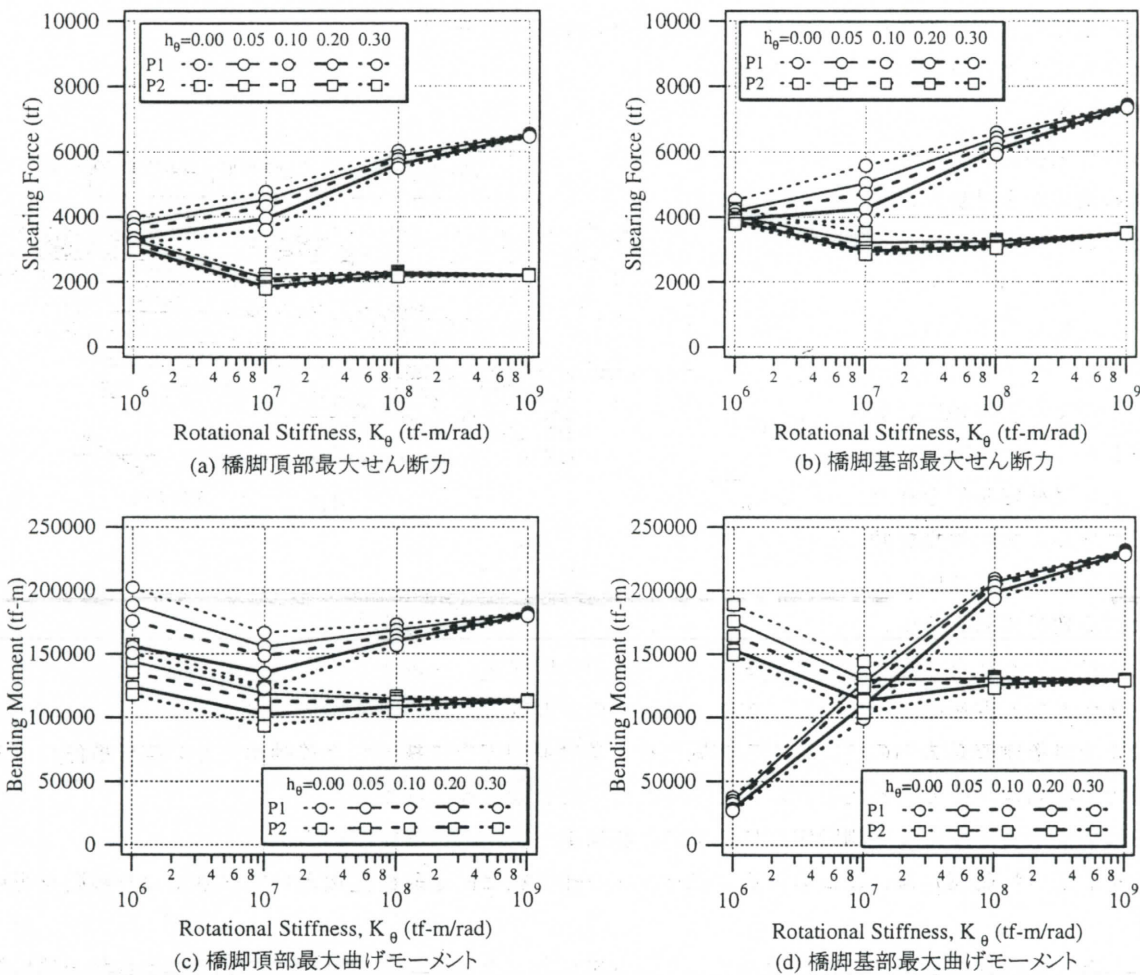 10000
8000
6000
4000
2000
0
Shearing Force (tf)
hθ=0.00 0.05 0.10 0.20 0.30
P1
P2
2 4 6 8 2 4 6 8 2 4 6 8
10^6 10^7 10^8 10^9
Rotational Stiffness, Kθ (tf-m/rad)
(a) 橋脚頂部最大せん断力
10000
8000
6000
4000
2000
0
Shearing Force (tf)
hθ=0.00 0.05 0.10 0.20 0.30
P1
P2
2 4 6 8 2 4 6 8 2 4 6 8
10^6 10^7 10^8 10^9
Rotational Stiffness, Kθ (tf-m/rad)
(b) 橋脚基部最大せん断力
250000
200000
150000
100000
50000
0
Bending Moment (tf-m)
hθ=0.00 0.05 0.10 0.20 0.30
P1
P2
2 4 6 8 2 4 6 8 2 4 6 8
10^6 10^7 10^8 10^9
Rotational Stiffness, Kθ (tf-m/rad)
(c) 橋脚頂部最大曲げモーメント
250000
200000
150000
100000
50000
0
Bending Moment (tf-m)
hθ=0.00 0.05 0.10 0.20 0.30
P1
P2
2 4 6 8 2 4 6 8 2 4 6 8
10^6 10^7 10^8 10^9
Rotational Stiffness, Kθ (tf-m/rad)
(d) 橋脚基部最大曲げモーメント